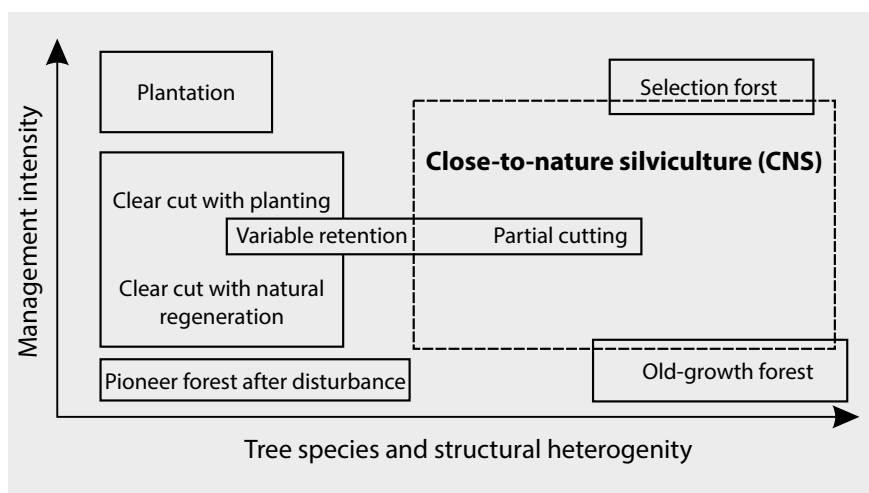 Management intensity
Plantation
Selection forst
Close-to-nature silviculture (CNS)
Clear cut with planting
Variable retention
Partial cutting
Clear cut with natural
regeneration
Pioneer forest after disturbance
Old-growth forest
Tree species and structural heterogenity